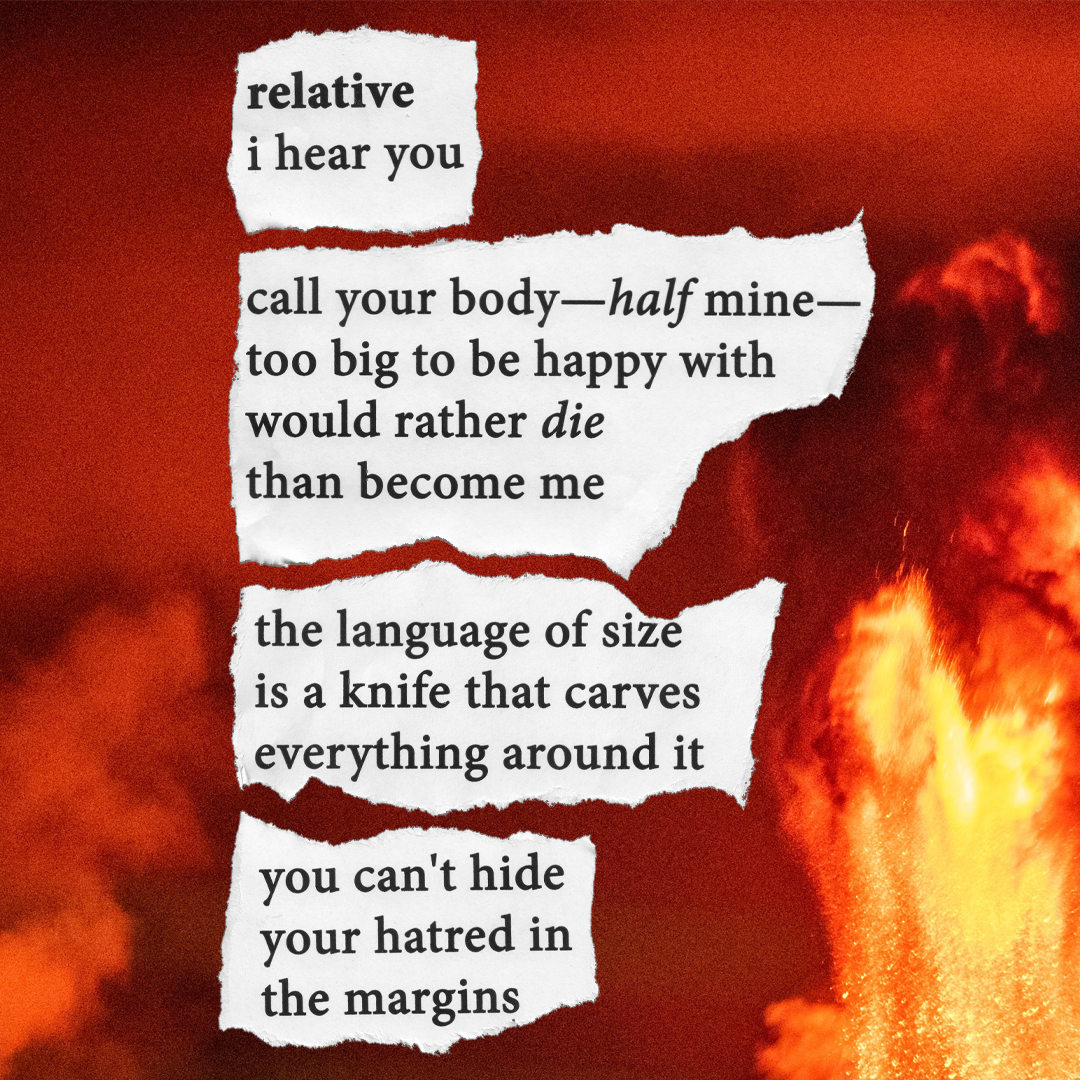 relative
i hear you
call your body—half mine—
too big to be happy with
would rather die
than become me
the language of size
is a knife that carves
everything around it
you can't hide
your hatred in
the margins